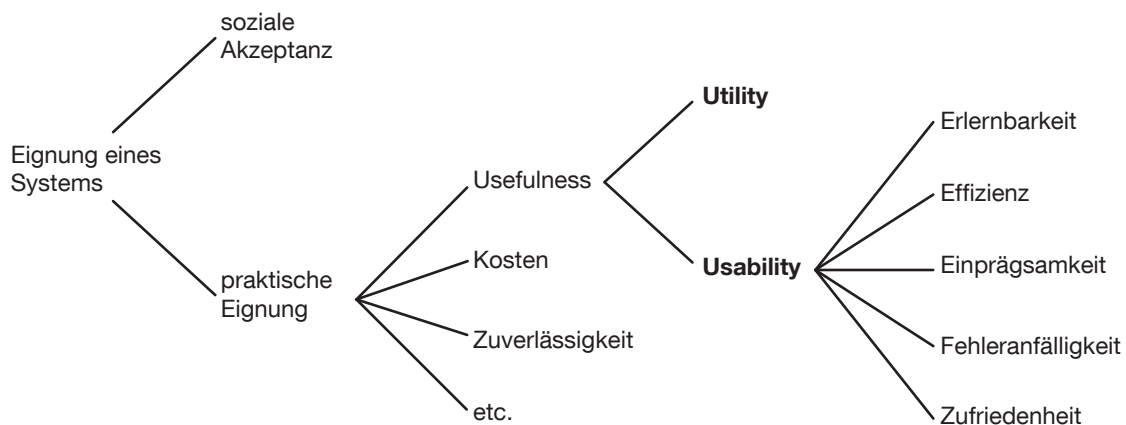 soziale
Akzeptanz
Eignung eines
Systems
praktische
Eignung
Usefulness
Kosten
Zuverlässigkeit
etc.
Utility
Usability
Erlernbarkeit
Effizienz
Einprägsamkeit
Fehleranfälligkeit
Zufriedenheit